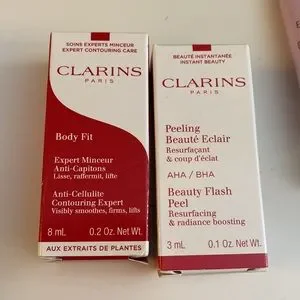 SOINS EXPERTS MINCEUR
EXPERT CONTOURING CARE
CLARINS
PARIS
Body Fit
Expert Minceur
Anti-Capitons
Lisse, raffermit, lifte
Anti-Cellulite
Contouring Expert
Visibly smoothes, firms, lifts
8 mL 0.2 Oz. Net Wt.
AUX EXTRAITS DE PLANTES
BEAUTÉ INSTANTANÉE
INSTANT BEAUTY
CLARINS
PARIS
Peeling
Beauté Eclair
Resurfaçant
& coup d'éclat
AHA / BHA
Beauty Flash
Peel
Resurfacing
& radiance boosting
3 mL 0.1 Oz. Net Wt.